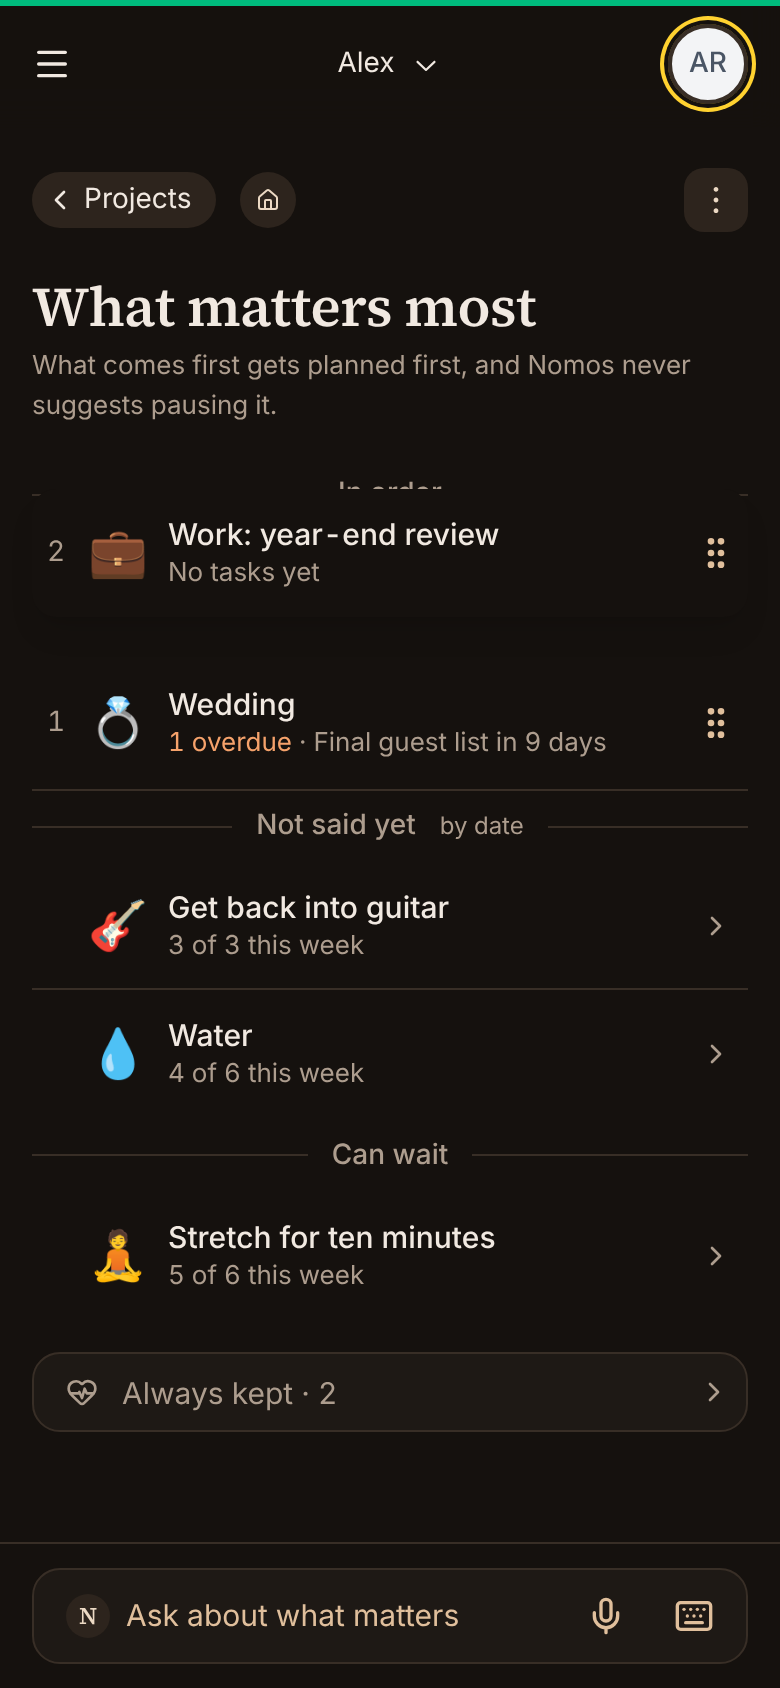 Alex
AR
Projects
What matters most
What comes first gets planned first, and Nomos never
suggests pausing it.
In order
2
Work: year-end review
No tasks yet
1
Wedding
1 overdue · Final guest list in 9 days
Not said yet by date
Get back into guitar
3 of 3 this week
Water
4 of 6 this week
Can wait
Stretch for ten minutes
5 of 6 this week
Always kept · 2
N
Ask about what matters